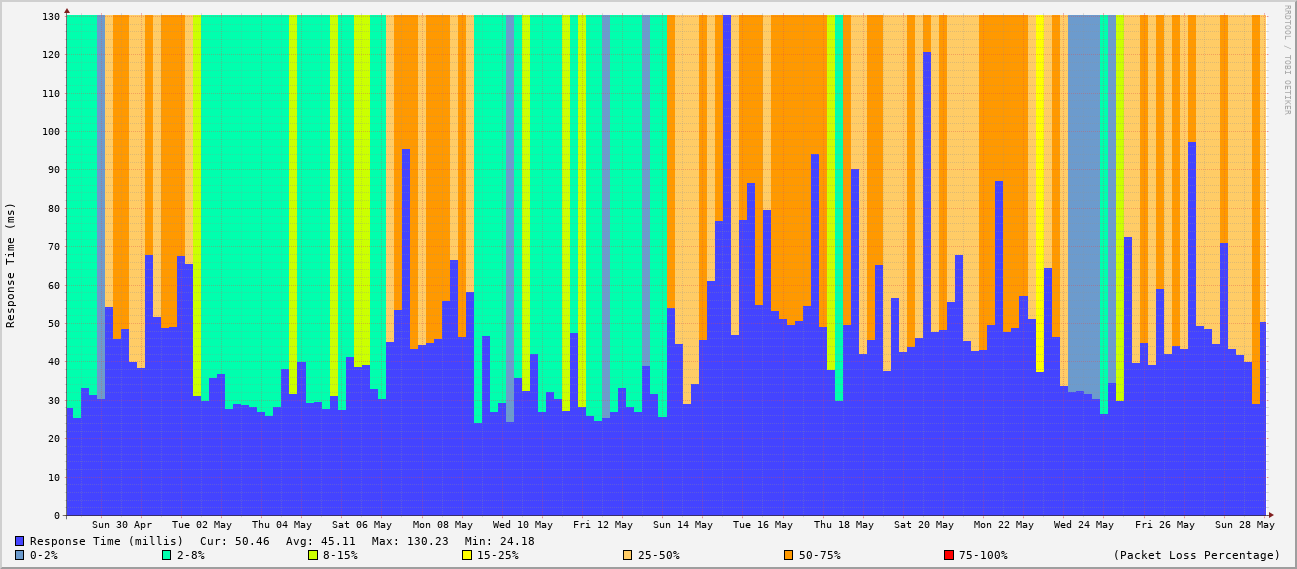 RRDTOOL / TOBI OETIKER
Response Time (ms)
130
120
110
100
90
80
70
60
50
40
30
20
10
0
Sun 30 Apr Tue 02 May Thu 04 May Sat 06 May Mon 08 May Wed 10 May Fri 12 May Sun 14 May Tue 16 May Thu 18 May Sat 20 May Mon 22 May Wed 24 May Fri 26 May Sun 28 May
Response Time (millis) Cur: 50.46 Avg: 45.11 Max: 130.23 Min: 24.18
0-2% 2-8% 8-15% 15-25% 25-50% 50-75% 75-100% (Packet Loss Percentage)